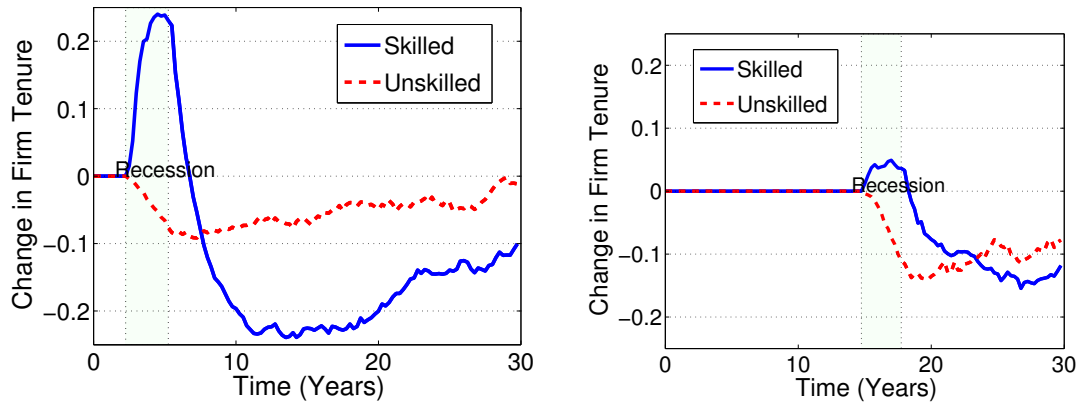 Change in Firm Tenure
0.2
0.1
0
−0.1
−0.2
Skilled
Unskilled
Recession
0
10
20
30
Time (Years)
Change in Firm Tenure
0.2
0.1
0
−0.1
−0.2
Skilled
Unskilled
Recession
0
10
20
30
Time (Years)